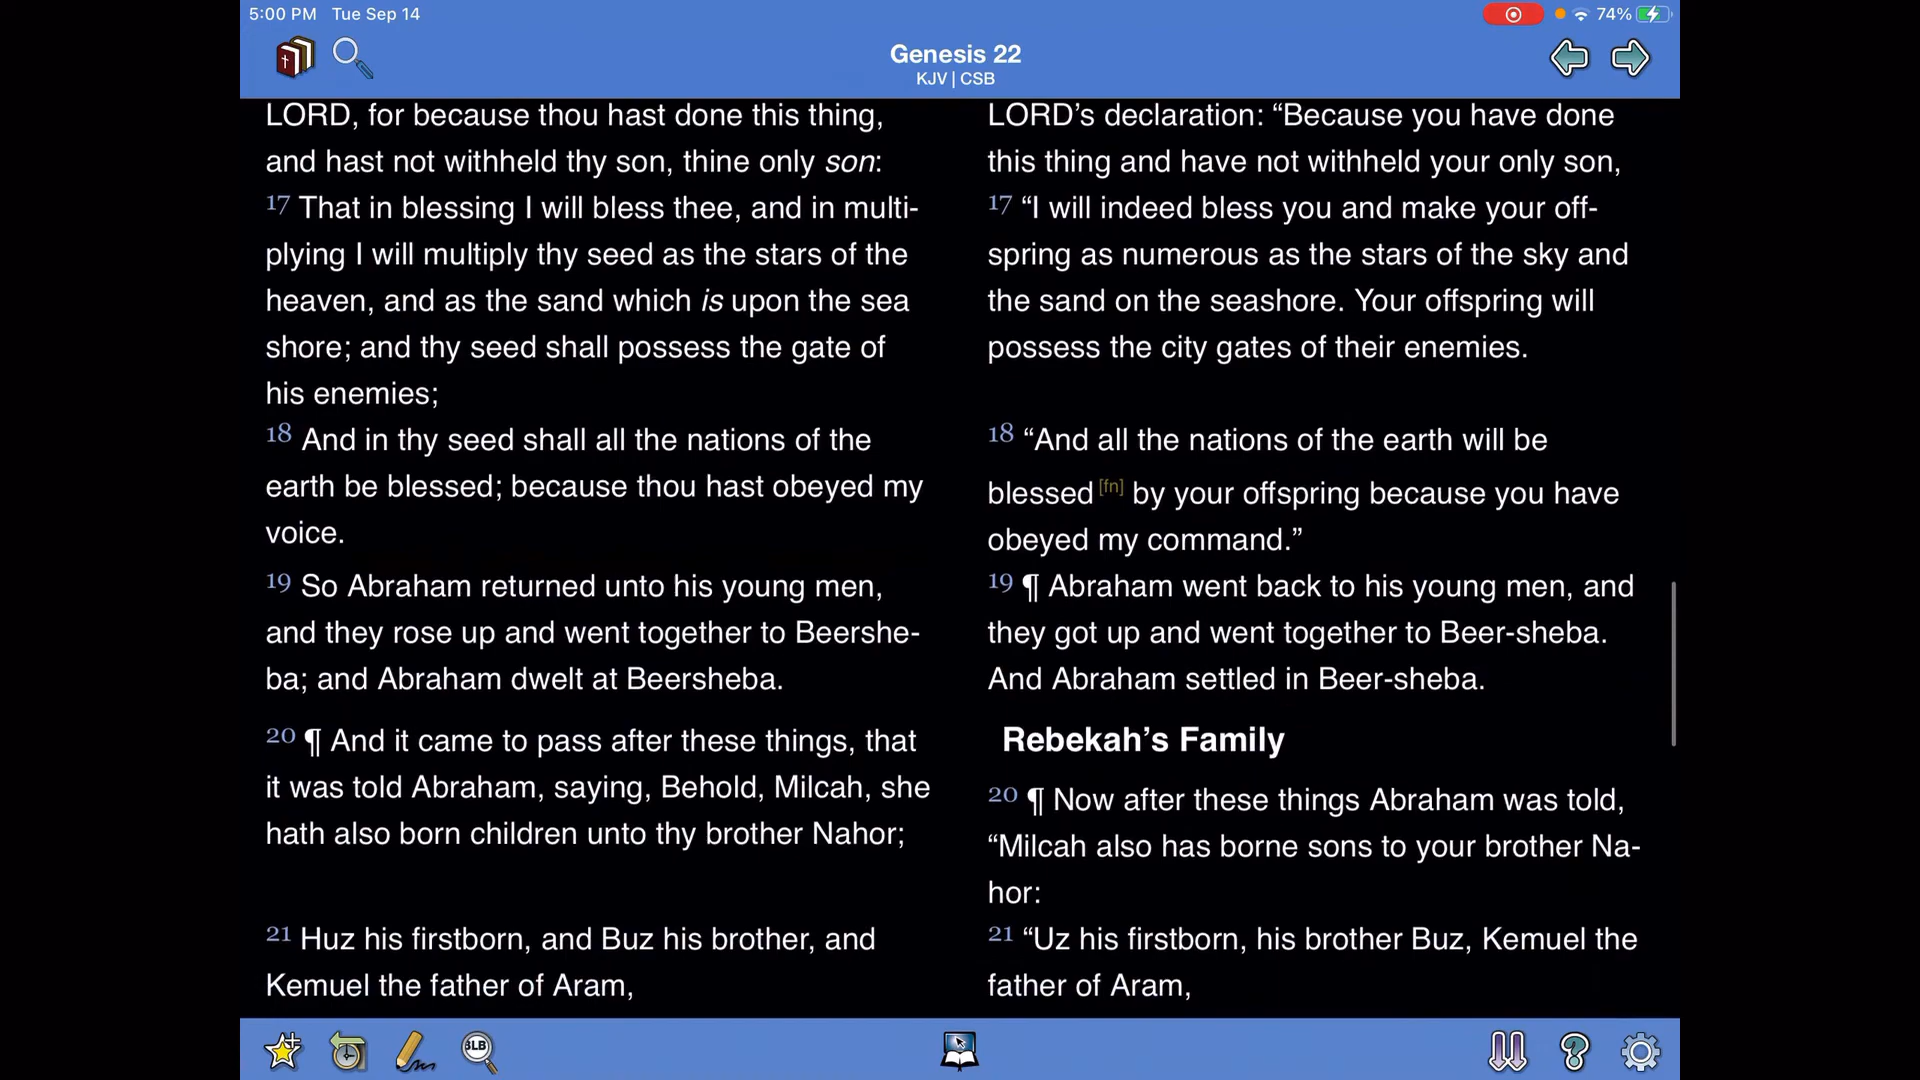 5:00 PM Tue Sep 14
74%
Genesis 22
KJV | CSB
LORD, for because thou hast done this thing,
and hast not withheld thy son, thine only son:
17 That in blessing I will bless thee, and in multi-
plying I will multiply thy seed as the stars of the
heaven, and as the sand which is upon the sea
shore; and thy seed shall possess the gate of
his enemies;
18 And in thy seed shall all the nations of the
earth be blessed; because thou hast obeyed my
voice.
19 So Abraham returned unto his young men,
and they rose up and went together to Beershe-
ba; and Abraham dwelt at Beersheba.
20 ¶ And it came to pass after these things, that
it was told Abraham, saying, Behold, Milcah, she
hath also born children unto thy brother Nahor;
21 Huz his firstborn, and Buz his brother, and
Kemuel the father of Aram,
LORD’s declaration: “Because you have done
this thing and have not withheld your only son,
17 “I will indeed bless you and make your off-
spring as numerous as the stars of the sky and
the sand on the seashore. Your offspring will
possess the city gates of their enemies.
18 “And all the nations of the earth will be
blessed [fn] by your offspring because you have
obeyed my command.”
19 ¶ Abraham went back to his young men, and
they got up and went together to Beer-sheba.
And Abraham settled in Beer-sheba.
Rebekah’s Family
20 ¶ Now after these things Abraham was told,
“Milcah also has borne sons to your brother Na-
hor:
21 “Uz his firstborn, his brother Buz, Kemuel the
father of Aram,
BLB